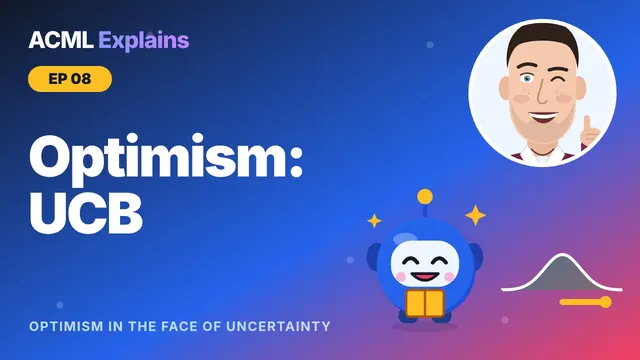 ACML Explains
EP 08
Optimism:
UCB
OPTIMISM IN THE FACE OF UNCERTAINTY